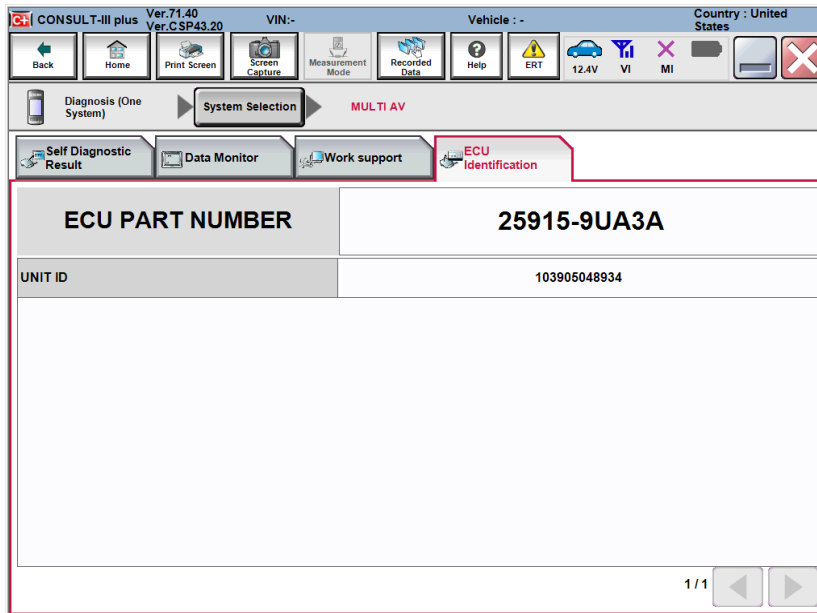 C+ CONSULT-III plus Ver.71.40 VIN:- Vehicle : - Country : United
Ver.CSP43.20 States
Back Home Print Screen Screen Capture Measurement Mode Recorded Data Help ERT 12.4V VI MI
Diagnosis (One System) System Selection MULTI AV
Self Diagnostic Result Data Monitor Work support ECU Identification
ECU PART NUMBER 25915-9UA3A
UNIT ID 103905048934
1/1